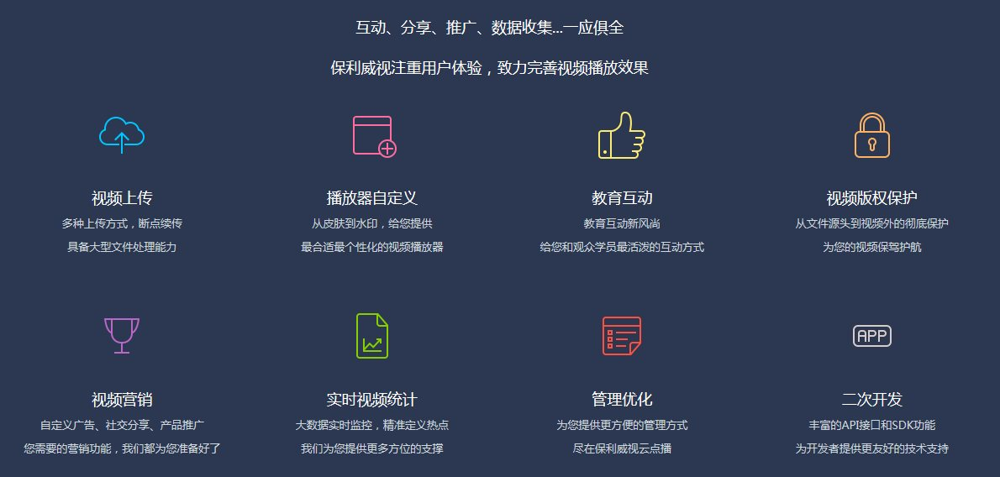 互动、分享、推广、数据收集...一应俱全
保利威视注重用户体验，致力完善视频播放效果
视频上传
多种上传方式，断点续传
具备大型文件处理能力
播放器自定义
从皮肤到水印，给您提供
最合适最个性化的视频播放器
教育互动
教育互动新风尚
给您和观众学员最活泼的互动方式
视频版权保护
从文件源头到视频外的彻底保护
为您的视频保驾护航
视频营销
自定义广告、社交分享、产品推广
您需要的营销功能，我们都为您准备好了
实时视频统计
大数据实时监控，精准定义热点
我们为您提供更多方位的支撑
管理优化
为您提供更方便的管理方式
尽在保利威视云点播
APP
二次开发
丰富的API接口和SDK功能
为开发者提供更友好的技术支持